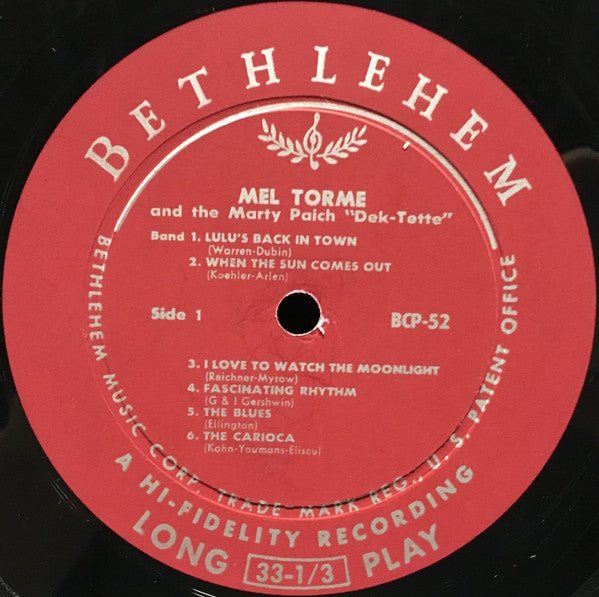 BETHLEHEM
MEL TORME
and the Marty Paich "Dek-Tette"
Band 1. LULU'S BACK IN TOWN
(Warren-Dubin)
2. WHEN THE SUN COMES OUT
(Koehler-Arlen)
Side 1
BCP-52
3. I LOVE TO WATCH THE MOONLIGHT
(Reichner-Myrow)
4. FASCINATING RHYTHM
(G & I Gershwin)
5. THE BLUES
(Ellington)
6. THE CARIOCA
(Kahn-Youmans-Eliscu)
BETHLEHEM MUSIC CORP. TRADE MARK REG. U. S. PATENT OFFICE
A HI-FIDELITY RECORDING
LONG 33-1/3 PLAY